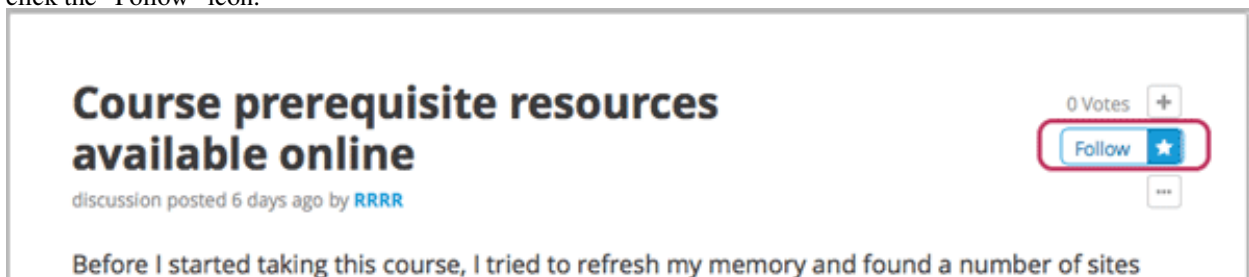 click the "Follow" icon.
Course prerequisite resources
available online
0 Votes
Follow
discussion posted 6 days ago by RRRR
Before I started taking this course, I tried to refresh my memory and found a number of sites